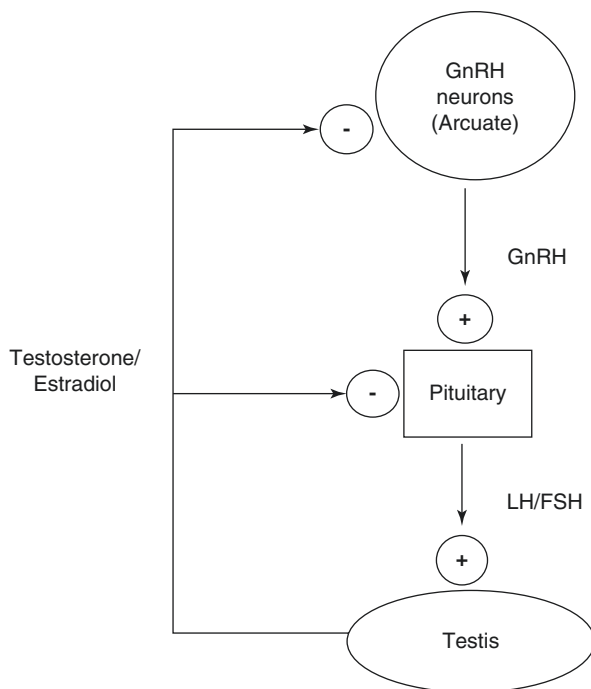 GnRH
neurons
(Arcuate)
-
GnRH
+
Testosterone/
Estradiol
-
Pituitary
LH/FSH
+
Testis